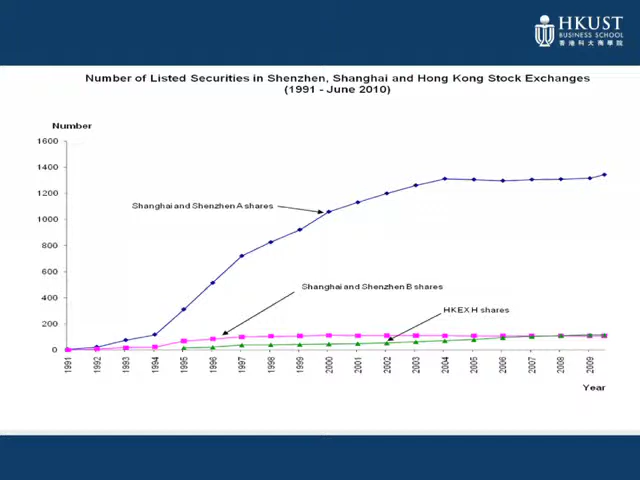 HKUST
BUSINESS SCHOOL
香港科大商學院
Number of Listed Securities in Shenzhen, Shanghai and Hong Kong Stock Exchanges
(1991 - June 2010)
Number
1600
1400
1200
1000
800
600
400
200
0
Shanghai and Shenzhen A shares
Shanghai and Shenzhen B shares
HKEX H shares
1991
1992
1993
1994
1995
1996
1997
1998
1999
2000
2001
2002
2003
2004
2005
2006
2007
2008
2009
Year